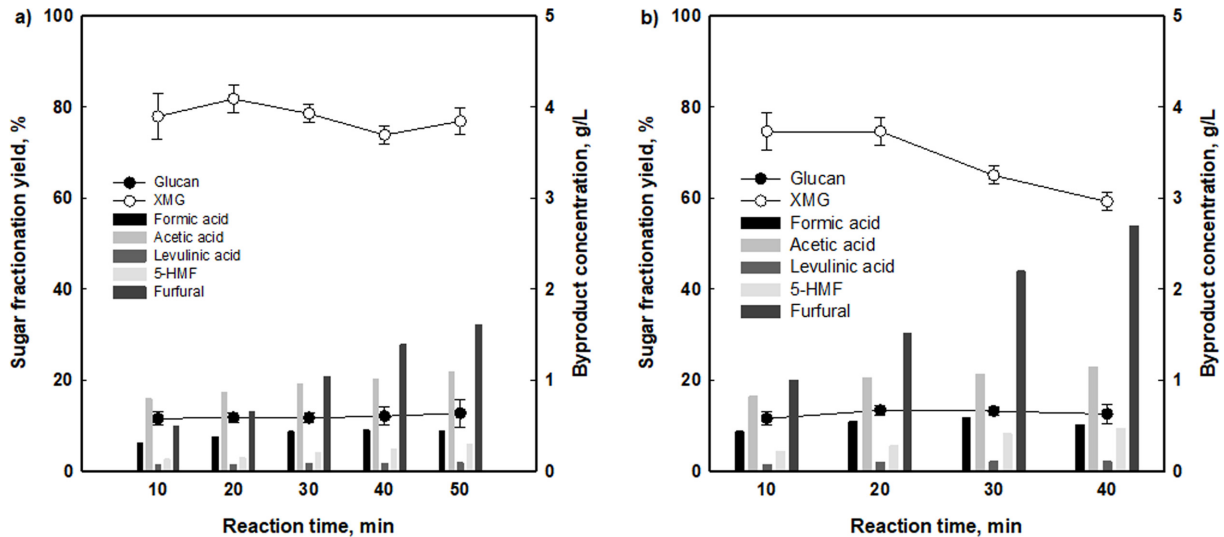 a)
Sugar fractionation yield, %
100
80
60
40
20
0
Glucan
XMG
Formic acid
Acetic acid
Levulinic acid
5-HMF
Furfural
5
4
3
2
1
0
Byproduct concentration, g/L
10 20 30 40 50
Reaction time, min
b)
Sugar fractionation yield, %
100
80
60
40
20
0
Glucan
XMG
Formic acid
Acetic acid
Levulinic acid
5-HMF
Furfural
5
4
3
2
1
0
Byproduct concentration, g/L
10 20 30 40
Reaction time, min